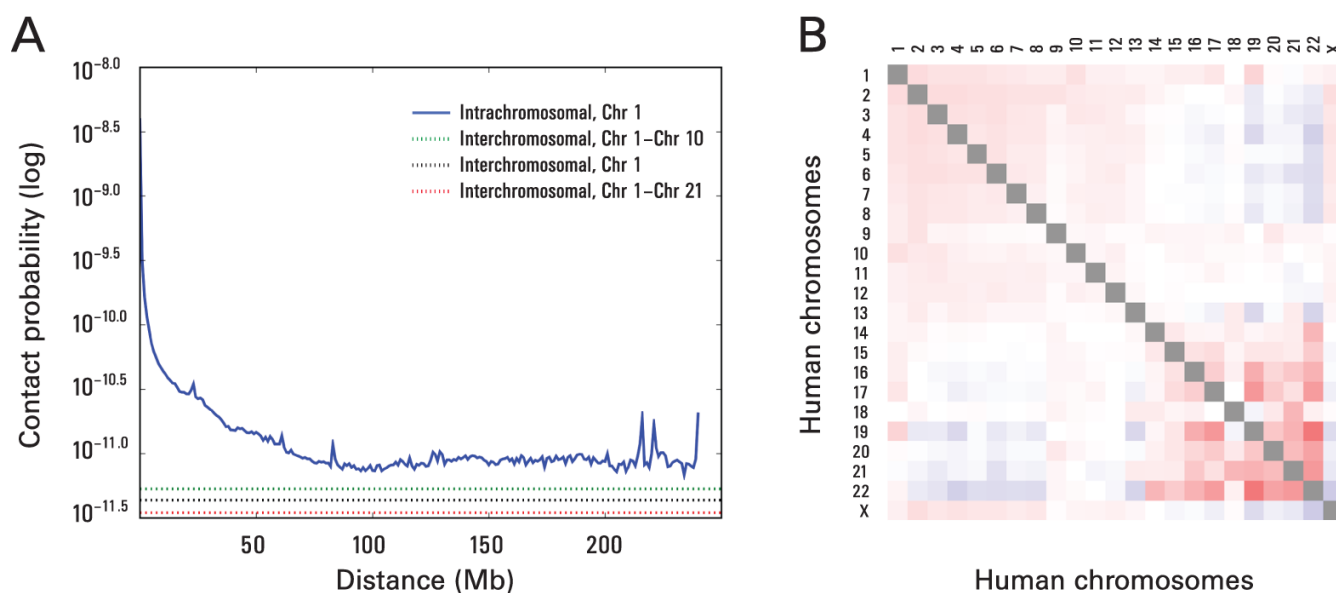 A
Contact probability (log)
10^-8.0
10^-8.5
10^-9.0
10^-9.5
10^-10.0
10^-10.5
10^-11.0
10^-11.5
Intrachromosomal, Chr 1
Interchromosomal, Chr 1–Chr 10
Interchromosomal, Chr 1
Interchromosomal, Chr 1–Chr 21
50 100 150 200
Distance (Mb)
B
1 2 3 4 5 6 7 8 9 10 11 12 13 14 15 16 17 18 19 20 21 22 X
Human chromosomes
1
2
3
4
5
6
7
8
9
10
11
12
13
14
15
16
17
18
19
20
21
22
X
Human chromosomes